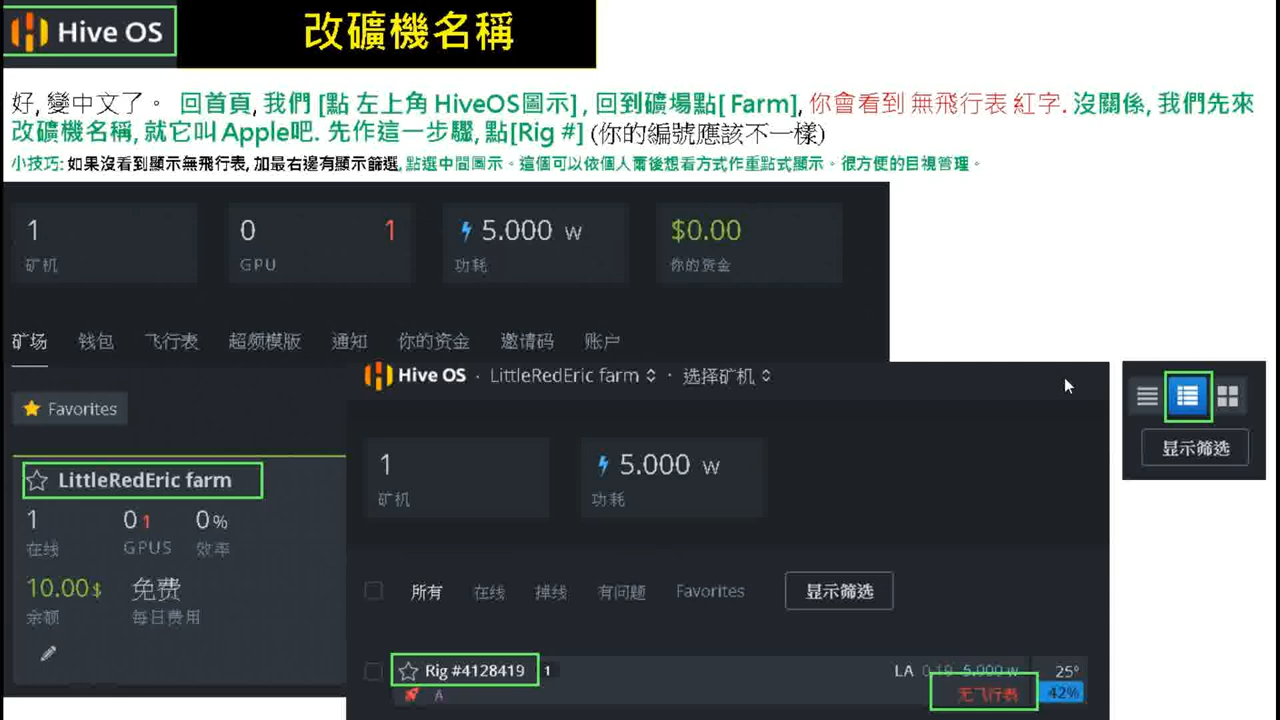 Hive OS
改礦機名稱
好, 變中文了。 回首頁, 我們 [點 左上角 HiveOS圖示] , 回到礦場點[ Farm], 你會看到 無飛行表 紅字. 沒關係, 我們先來
改礦機名稱, 就它叫 Apple吧. 先作這一步驟, 點[Rig #] (你的編號應該不一樣)
小技巧: 如果沒看到顯示無飛行表, 加最右邊有顯示篩選, 點選中間圖示。這個可以依個人爾後想看方式作重點式顯示。很方便的目視管理。
1 0 1 5.000 w $0.00
矿机 GPU 功耗 你的资金
矿场 钱包 飞行表 超频模版 通知 你的资金 邀请码 账户
Favorites
LittleRedEric farm
1 0 1 0%
在线 GPUS 效率
10.00$ 免费
余额 每日费用
Hive OS · LittleRedEric farm · 选择矿机
1 5.000 w
矿机 功耗
所有 在线 掉线 有问题 Favorites 显示筛选
Rig #4128419 1 LA 0.19 5.000 w 25°
A 无飞行表 42%
显示筛选